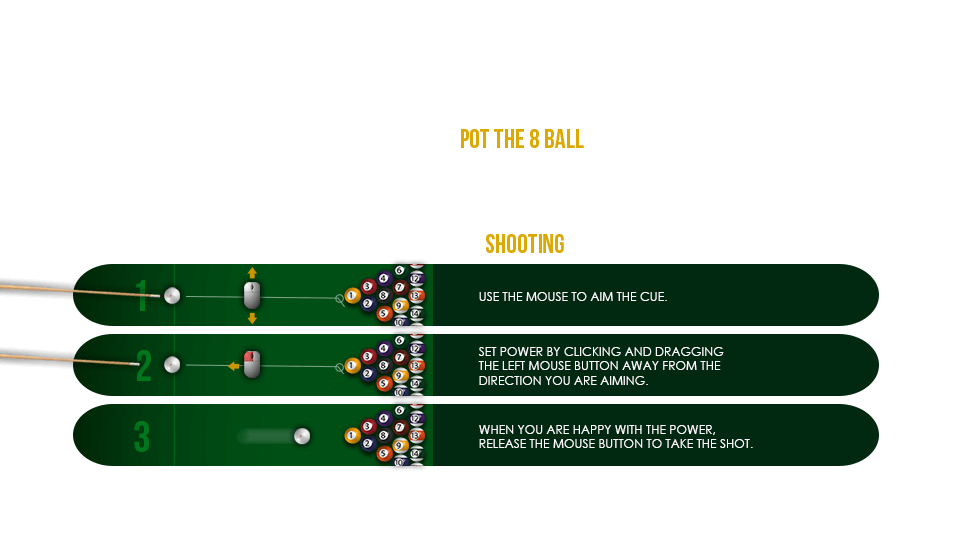 POT THE 8 BALL
SHOOTING
1
USE THE MOUSE TO AIM THE CUE.
2
SET POWER BY CLICKING AND DRAGGING
THE LEFT MOUSE BUTTON AWAY FROM THE
DIRECTION YOU ARE AIMING.
3
WHEN YOU ARE HAPPY WITH THE POWER,
RELEASE THE MOUSE BUTTON TO TAKE THE SHOT.